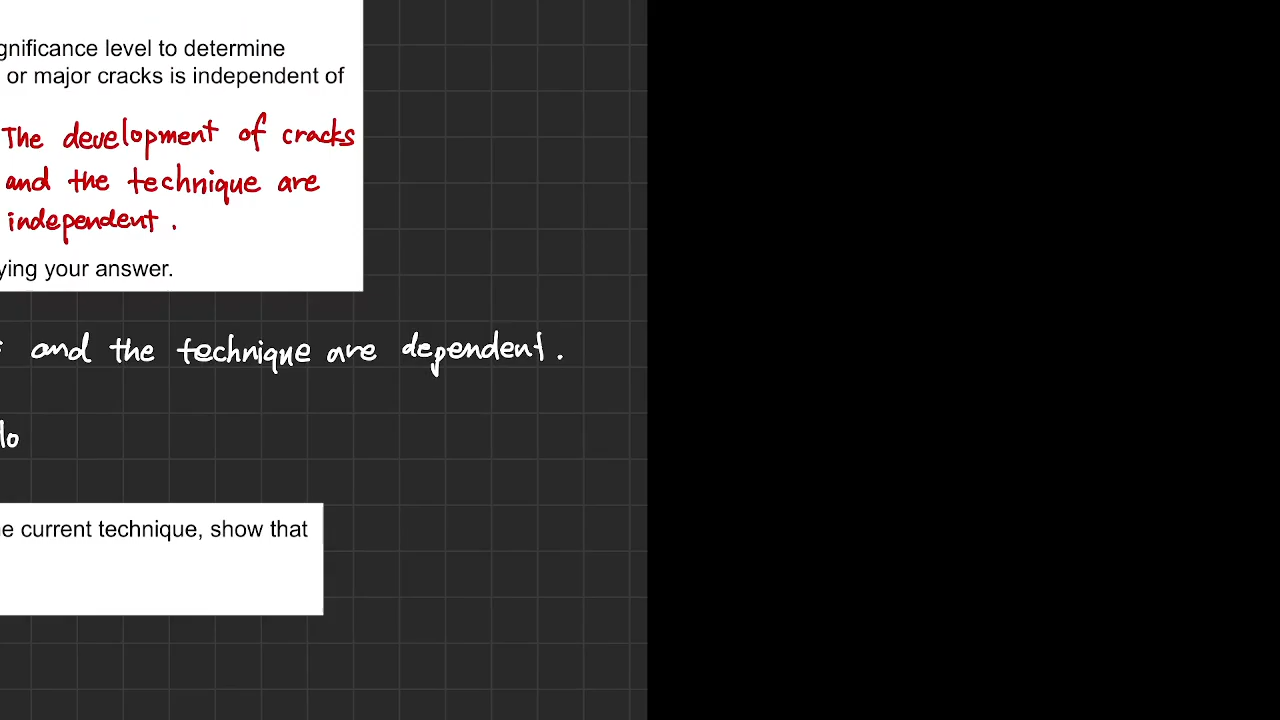 gnificance level to determine
or major cracks is independent of
The development of cracks
and the technique are
independent.
ying your answer.
and the technique are dependent.
lo
e current technique, show that